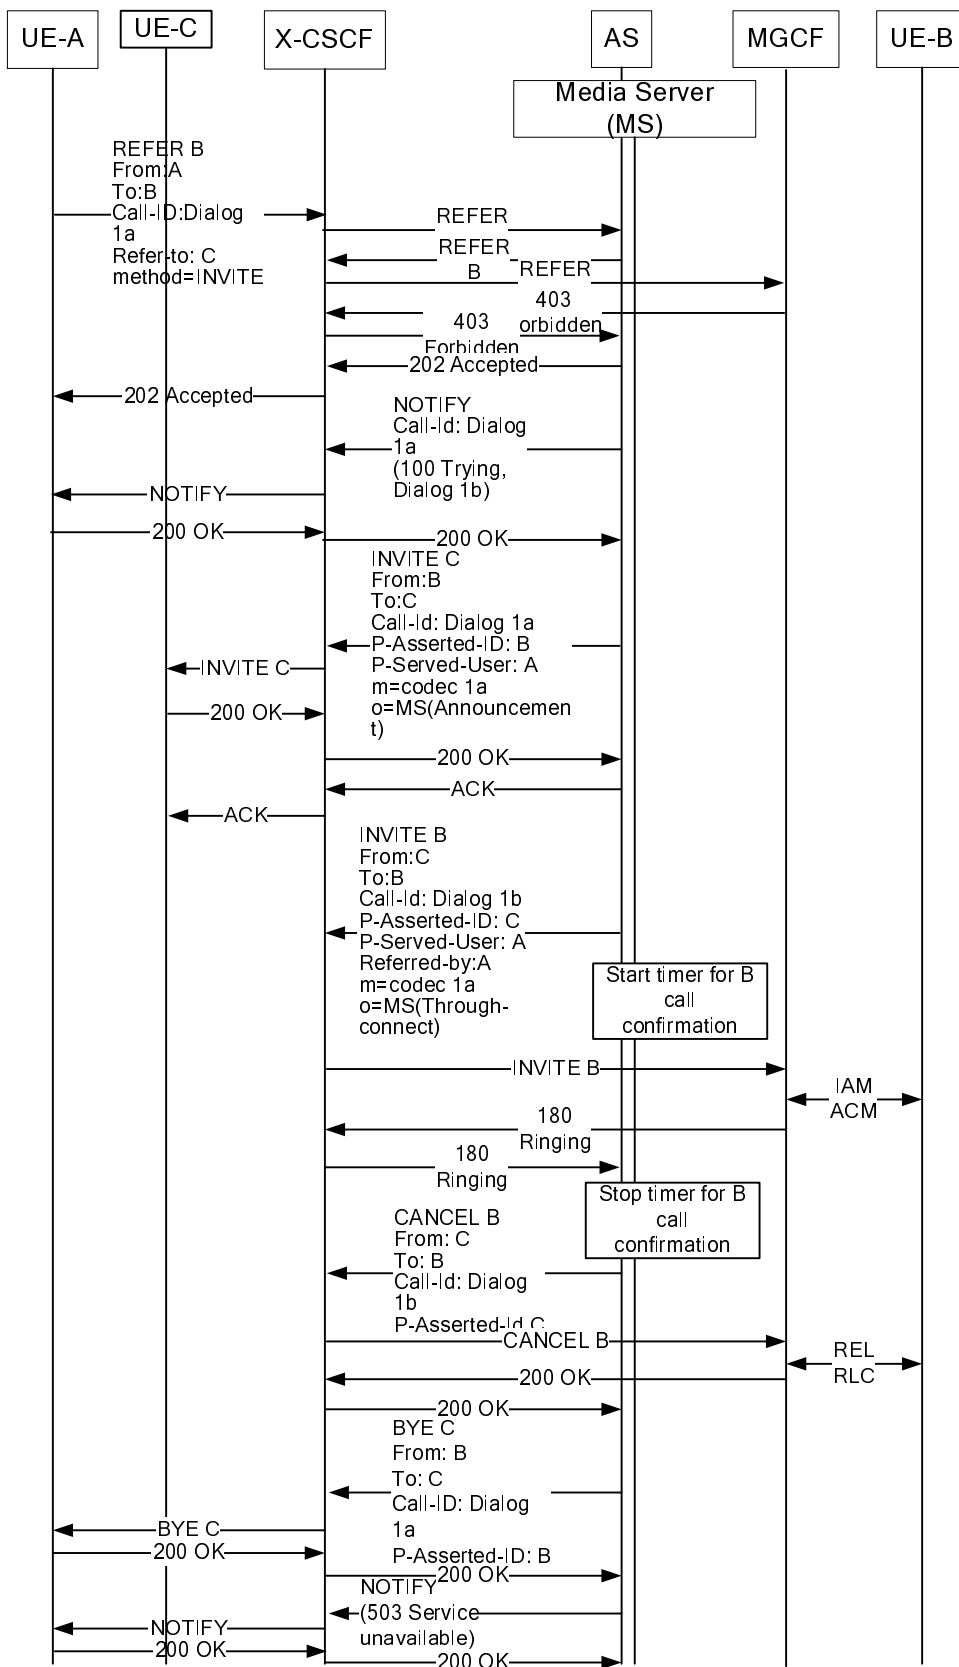 UE-A
UE-C
X-CSCF
AS
MGCF
UE-B
Media Server
(MS)
REFER B
From:A
To:B
Call-ID:Dialog
1a
Refer-to: C
method=INVITE
REFER
REFER
B
REFER
403
orbidden
403
Forbidden
202 Accepted
202 Accepted
NOTIFY
Call-Id: Dialog
1a
(100 Trying,
Dialog 1b)
NOTIFY
200 OK
200 OK
INVITE C
From:B
To:C
Call-Id: Dialog 1a
P-Asserted-ID: B
P-Served-User: A
m=codec 1a
o=MS(Announcemen
t)
INVITE C
200 OK
200 OK
ACK
ACK
INVITE B
From:C
To:B
Call-Id: Dialog 1b
P-Asserted-ID: C
P-Served-User: A
Referred-by:A
m=codec 1a
o=MS(Through-
connect)
Start timer for B
call
confirmation
INVITE B
IAM
ACM
180
Ringing
180
Ringing
Stop timer for B
call
confirmation
CANCEL B
From: C
To: B
Call-Id: Dialog
1b
P-Asserted-Id C
CANCEL B
REL
RLC
200 OK
200 OK
BYE C
From: B
To: C
Call-ID: Dialog
1a
P-Asserted-ID: B
BYE C
200 OK
200 OK
NOTIFY
(503 Service
unavailable)
NOTIFY
200 OK
200 OK